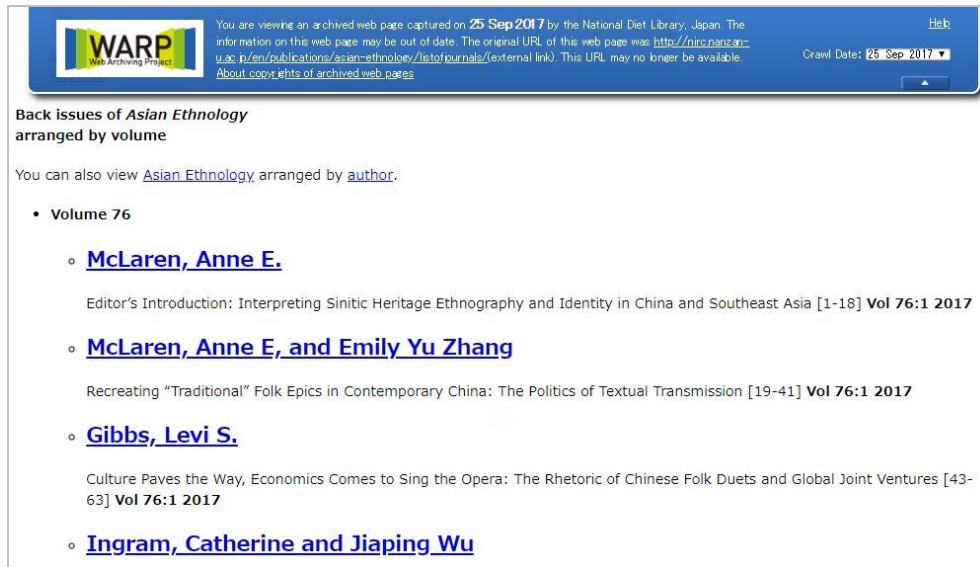 WARP
Web Archiving Project
You are viewing an archived web page captured on 25 Sep 2017 by the National Diet Library, Japan. The
information on this web page may be out of date. The original URL of this web page was http://nirc.nanzan-
u.ac.jp/en/publications/asian-ethnology/listofjournals/(external link). This URL may no longer be available.
About copyrights of archived web pages
Help
Crawl Date: 25 Sep 2017 ▼
▲
Back issues of Asian Ethnology
arranged by volume
You can also view Asian Ethnology arranged by author.
• Volume 76
◦ McLaren, Anne E.
Editor’s Introduction: Interpreting Sinitic Heritage Ethnography and Identity in China and Southeast Asia [1-18] Vol 76:1 2017
◦ McLaren, Anne E, and Emily Yu Zhang
Recreating “Traditional” Folk Epics in Contemporary China: The Politics of Textual Transmission [19-41] Vol 76:1 2017
◦ Gibbs, Levi S.
Culture Paves the Way, Economics Comes to Sing the Opera: The Rhetoric of Chinese Folk Duets and Global Joint Ventures [43-
63] Vol 76:1 2017
◦ Ingram, Catherine and Jiaping Wu